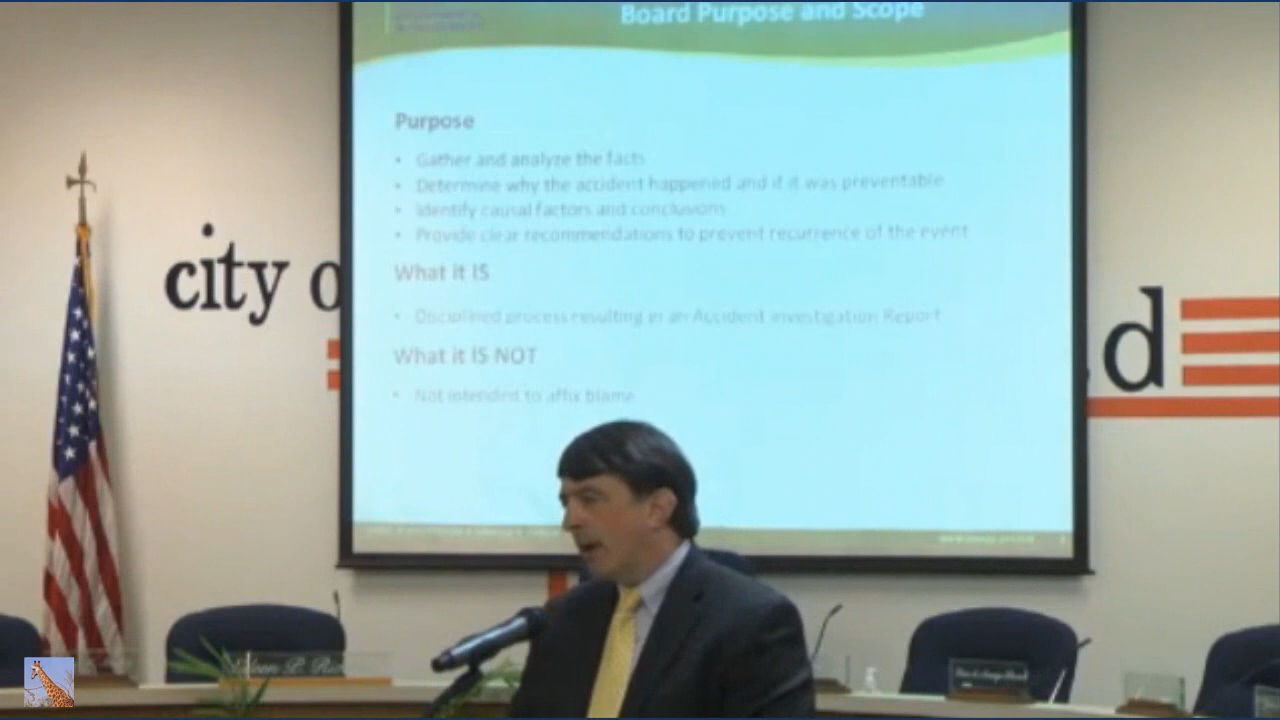 Board Purpose and Scope
Purpose
• Gather and analyze the facts
• Determine why the accident happened and if it was preventable
• Identify causal factors and conclusions
• Provide clear recommendations to prevent recurrence of the event
What it IS
• Disciplined process resulting in an Accident Investigation Report
What it IS NOT
• Not intended to affix blame
city o
d